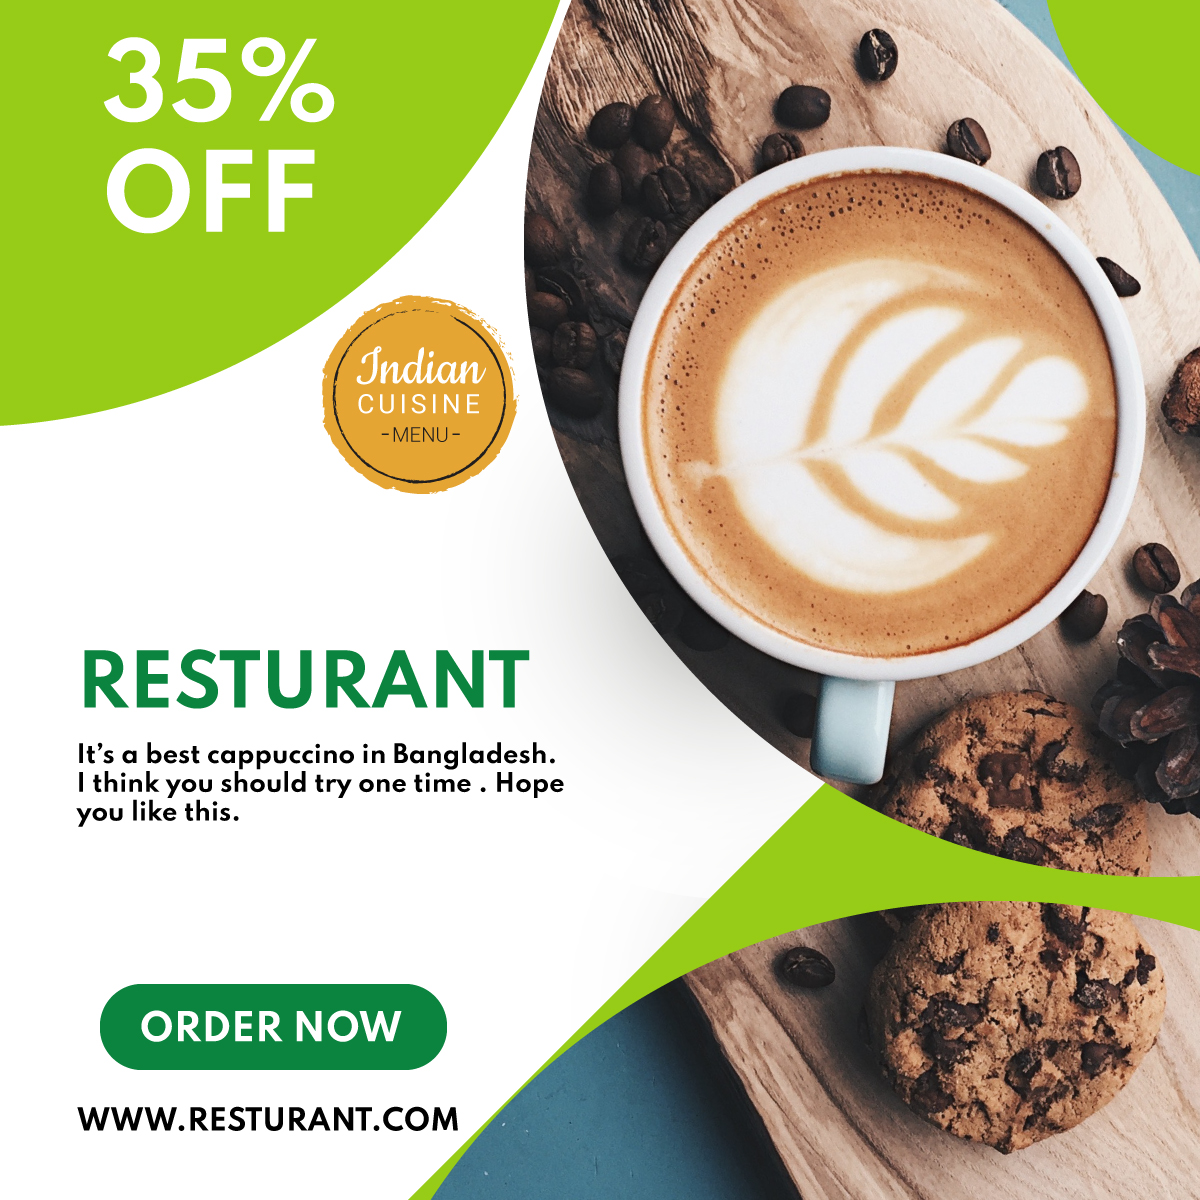 35%
OFF
Indian
CUISINE
-MENU-
RESTURANT
It’s a best cappuccino in Bangladesh.
I think you should try one time . Hope
you like this.
ORDER NOW
WWW.RESTURANT.COM